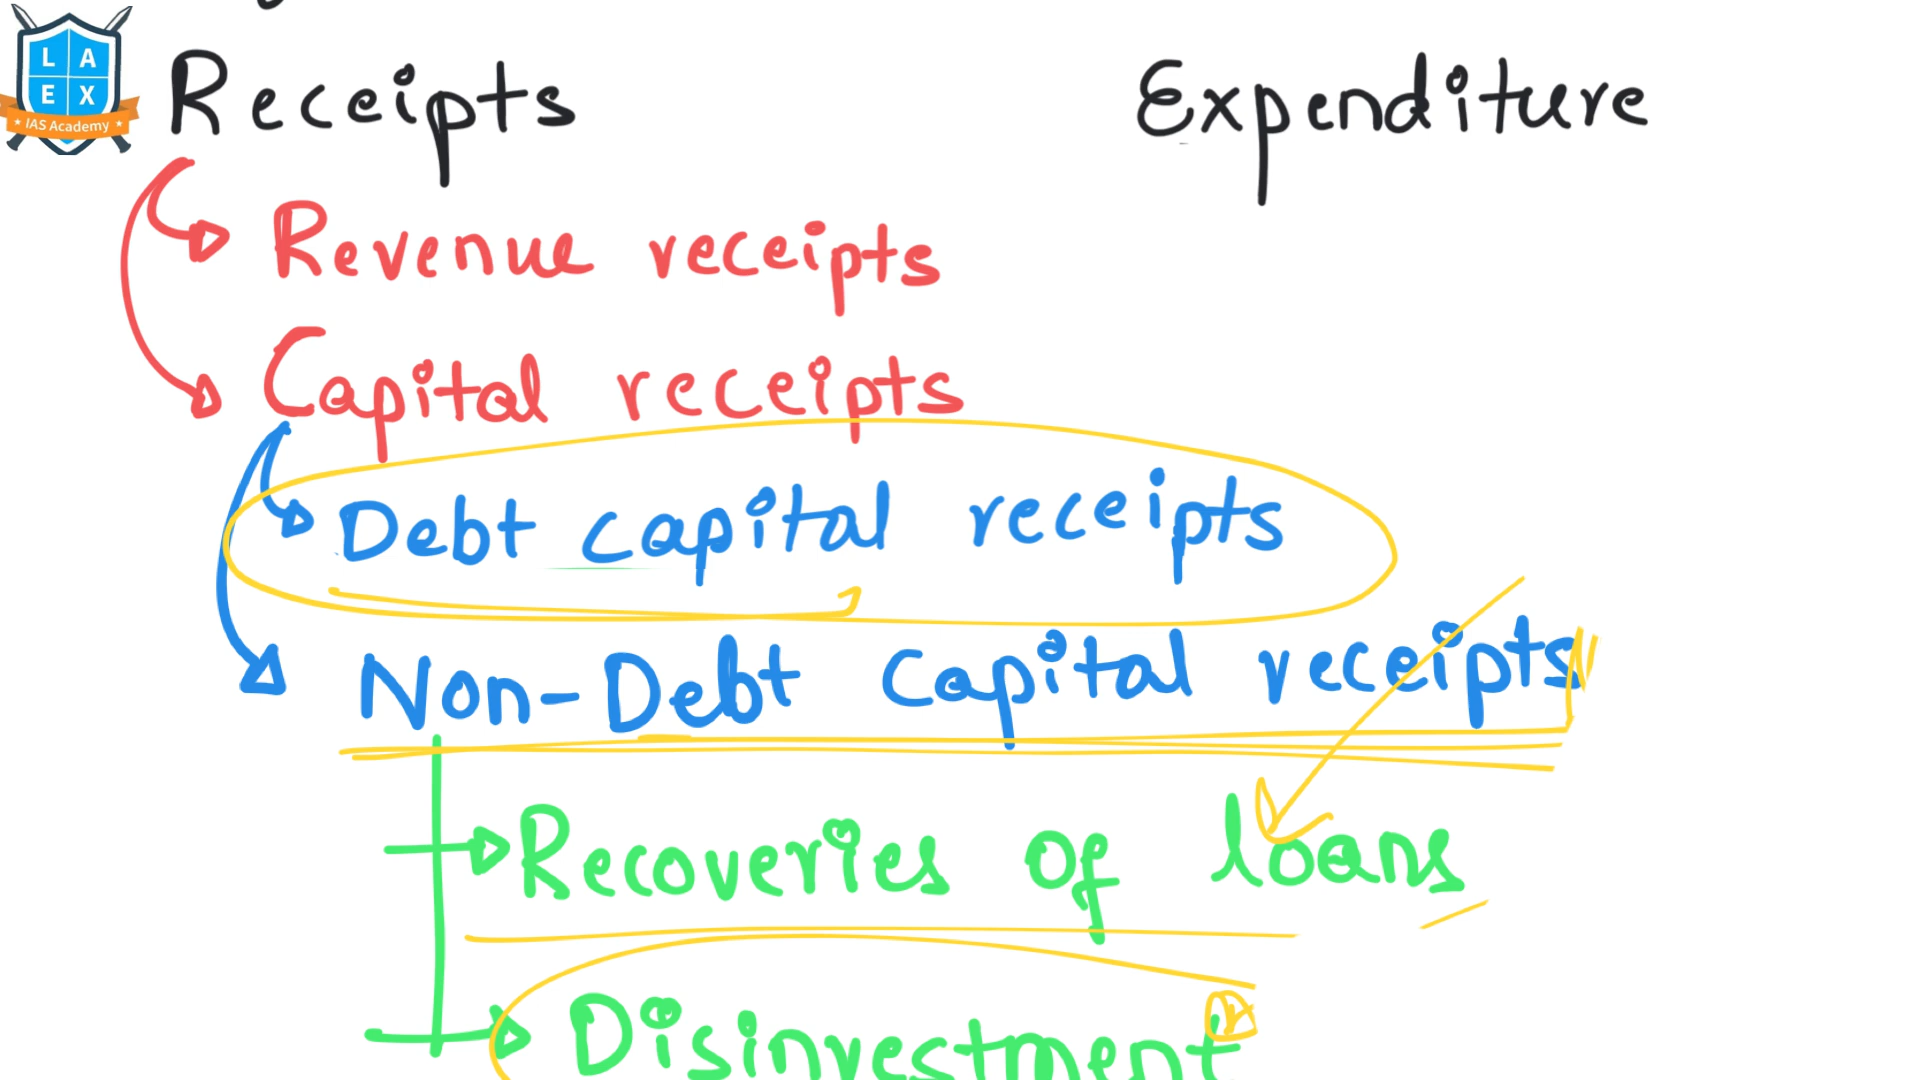 L A
E X
IAS Academy
Receipts
Expenditure
Revenue receipts
Capital receipts
Debt capital receipts
Non-Debt Capital receipts
Recoveries of loans
Disinvestment